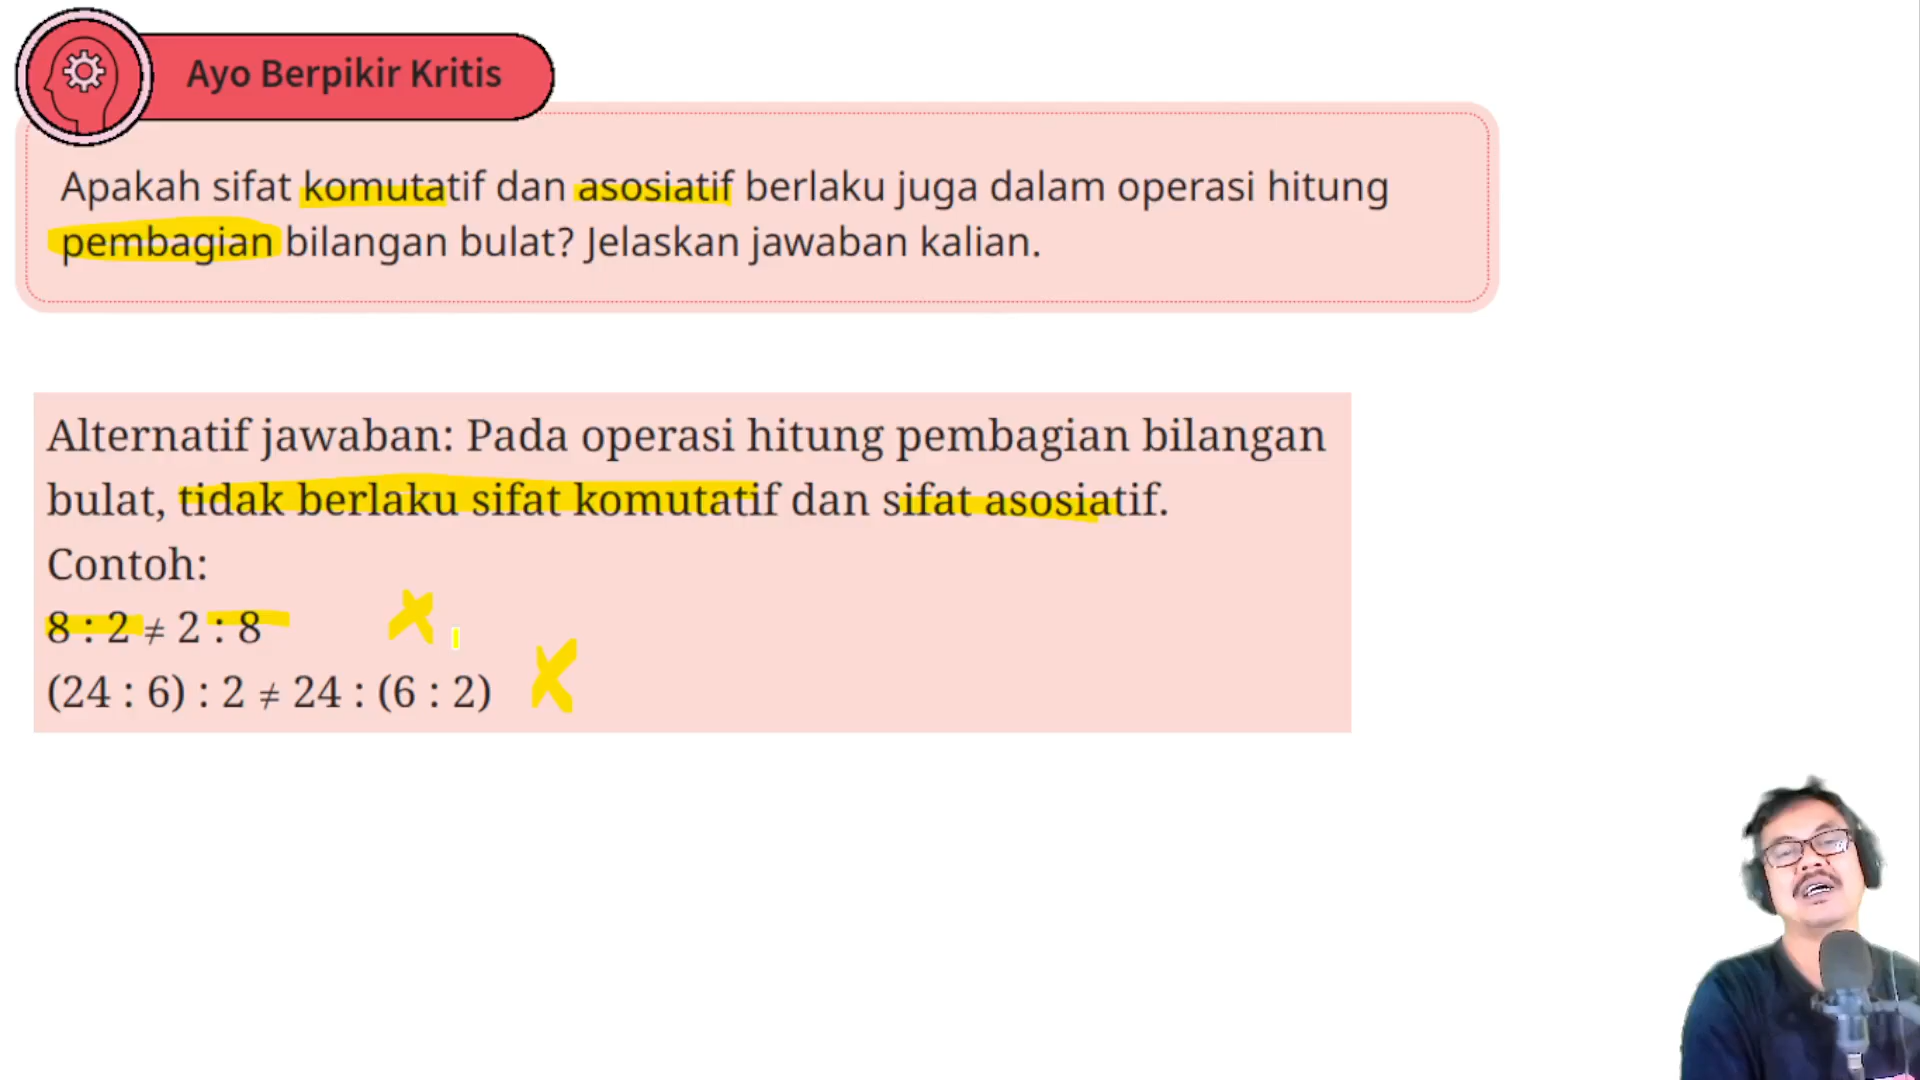 Ayo Berpikir Kritis
Apakah sifat komutatif dan asosiatif berlaku juga dalam operasi hitung
pembagian bilangan bulat? Jelaskan jawaban kalian.
Alternatif jawaban: Pada operasi hitung pembagian bilangan
bulat, tidak berlaku sifat komutatif dan sifat asosiatif.
Contoh:
8 : 2 ≠ 2 : 8
(24 : 6) : 2 ≠ 24 : (6 : 2)